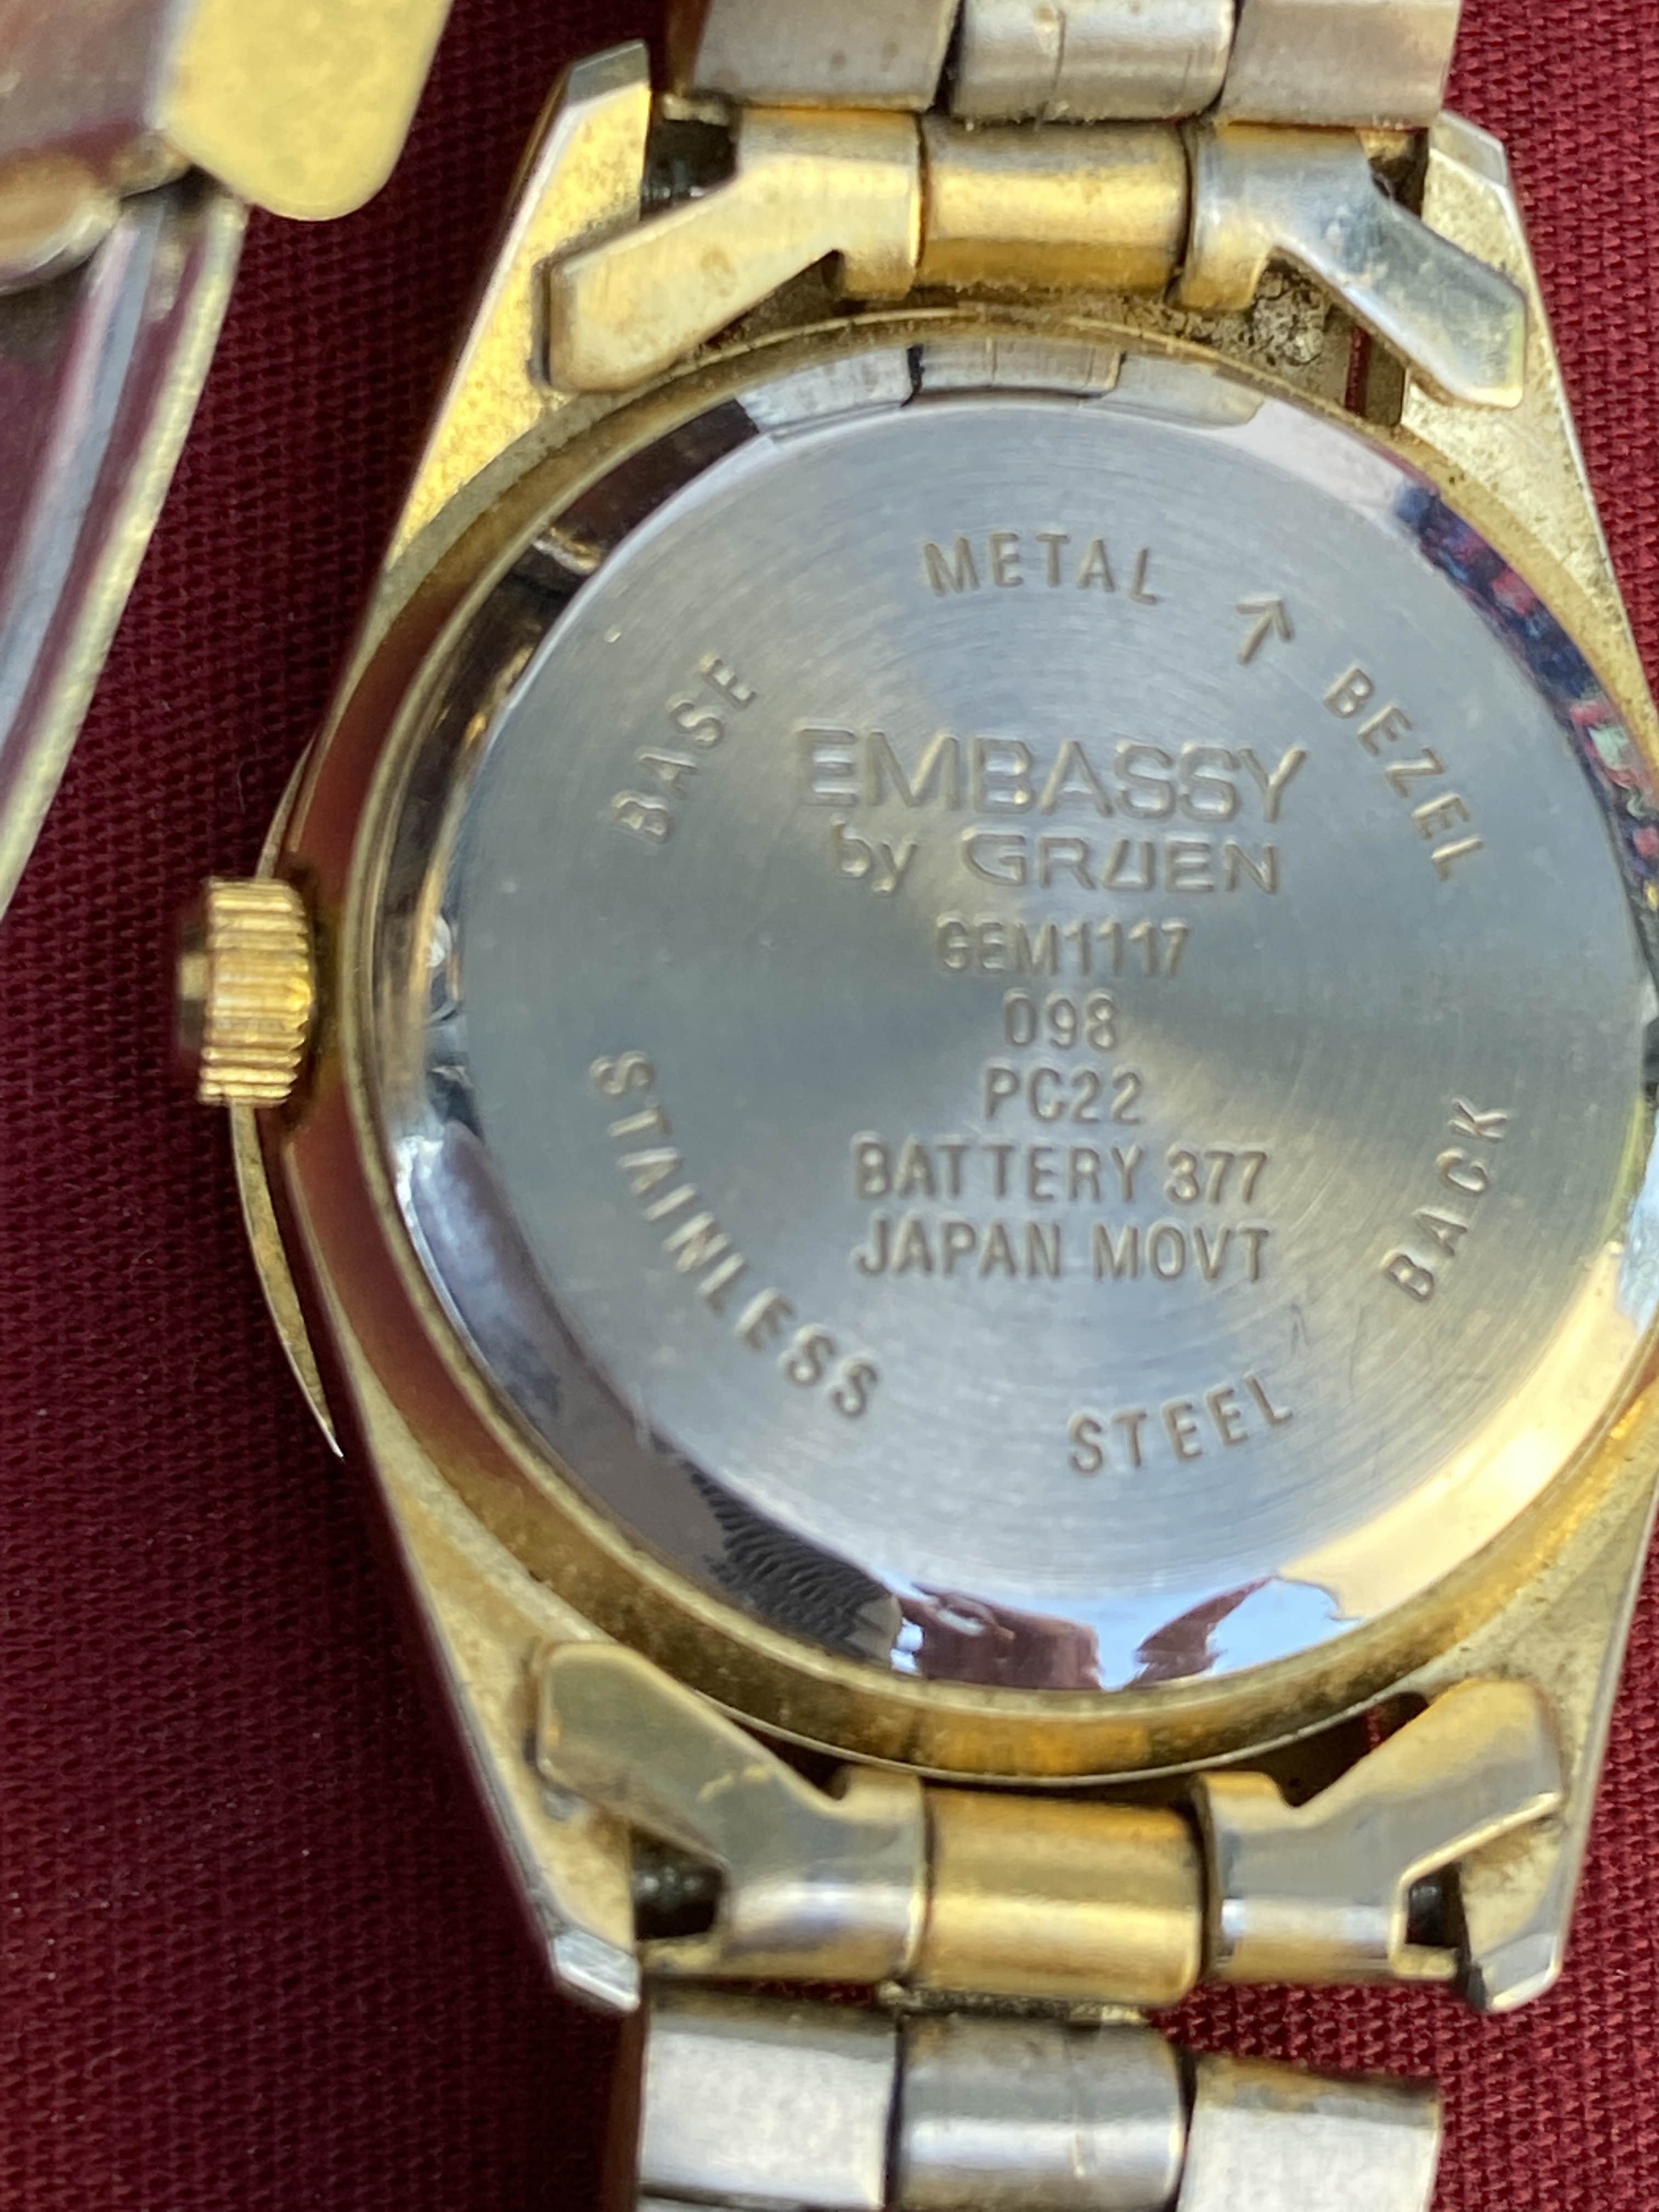 BASE METAL ↑ BEZEL
EMBASSY
by GRUEN
GEM1117
098
PC22
BATTERY 377
JAPAN MOVT
STAINLESS STEEL BACK